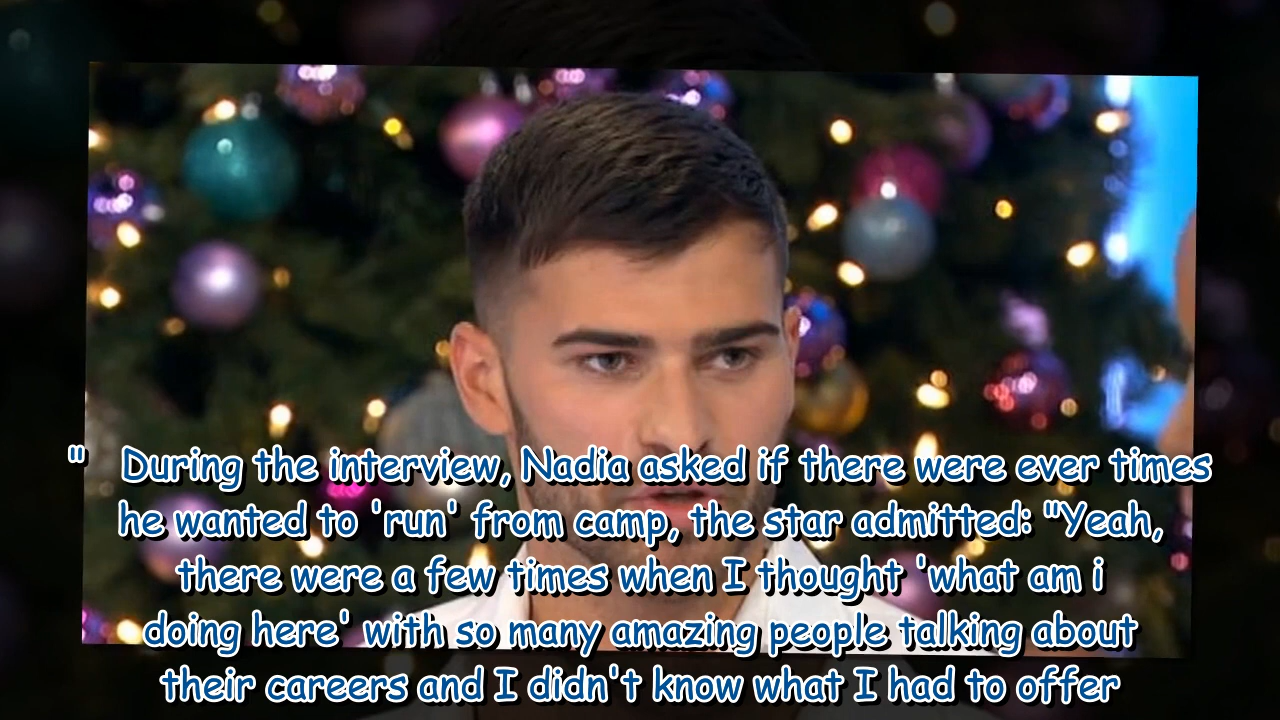 " During the interview, Nadia asked if there were ever times
he wanted to 'run' from camp, the star admitted: "Yeah,
there were a few times when I thought 'what am i
doing here' with so many amazing people talking about
their careers and I didn't know what I had to offer